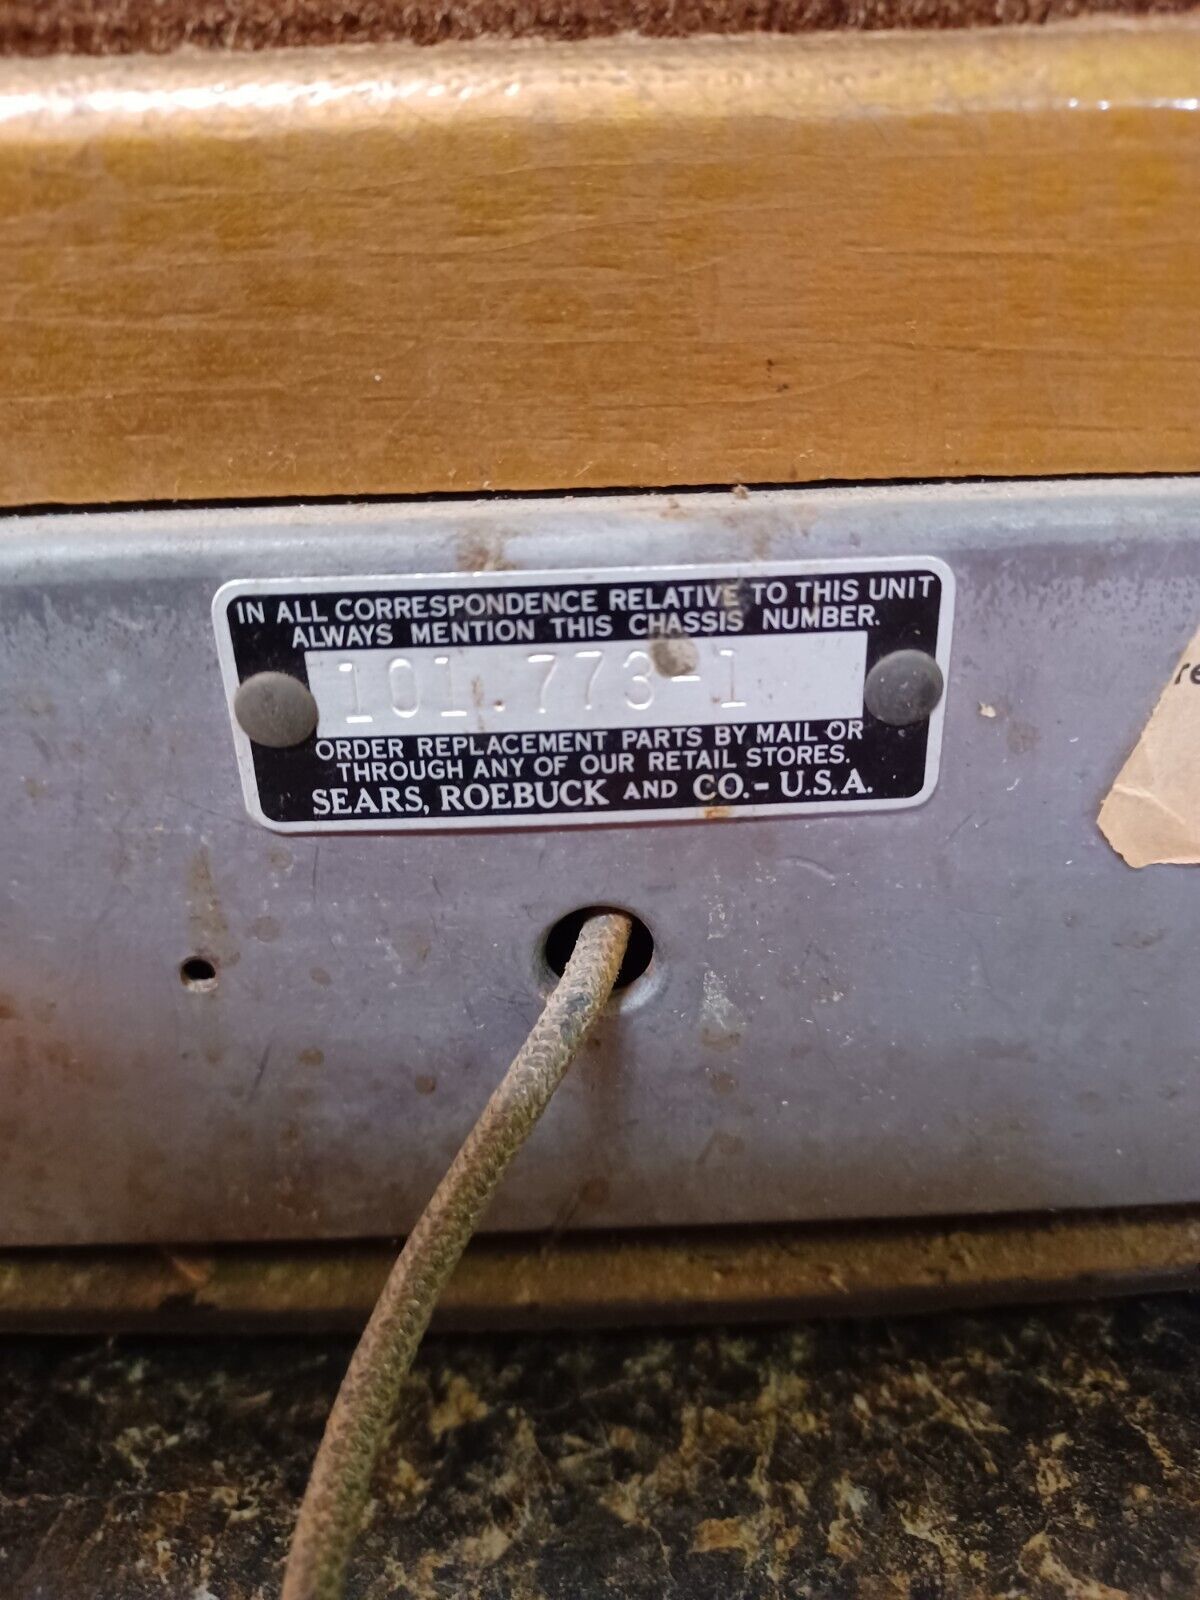 IN ALL CORRESPONDENCE RELATIVE TO THIS UNIT
ALWAYS MENTION THIS CHASSIS NUMBER.
101.773-1
ORDER REPLACEMENT PARTS BY MAIL OR
THROUGH ANY OF OUR RETAIL STORES.
SEARS, ROEBUCK AND CO.- U.S.A.